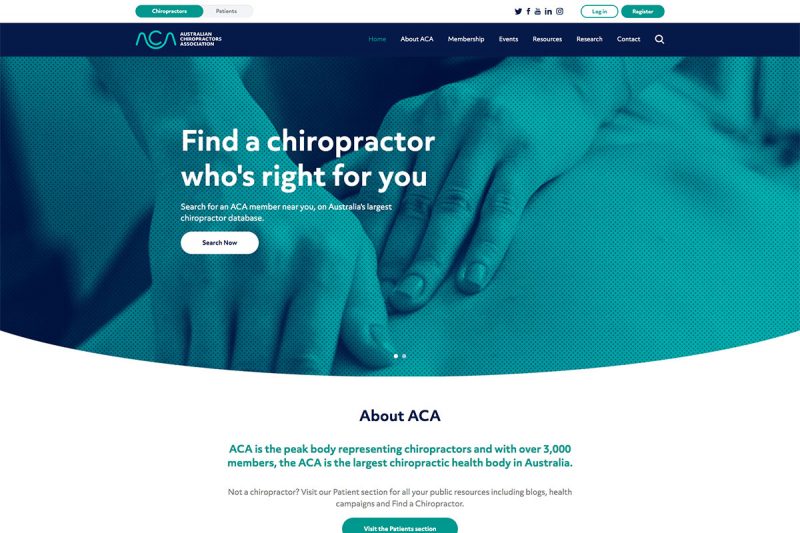 Chiropractors
Patients
Log in
Register
ACA
AUSTRALIAN
CHIROPRACTORS
ASSOCIATION
Home
About ACA
Membership
Events
Resources
Research
Contact
Find a chiropractor
who's right for you
Search for an ACA member near you, on Australia's largest
chiropractor database.
Search Now
About ACA
ACA is the peak body representing chiropractors and with over 3,000
members, the ACA is the largest chiropractic health body in Australia.
Not a chiropractor? Visit our Patient section for all your public resources including blogs, health
campaigns and Find a Chiropractor.
Visit the Patients section